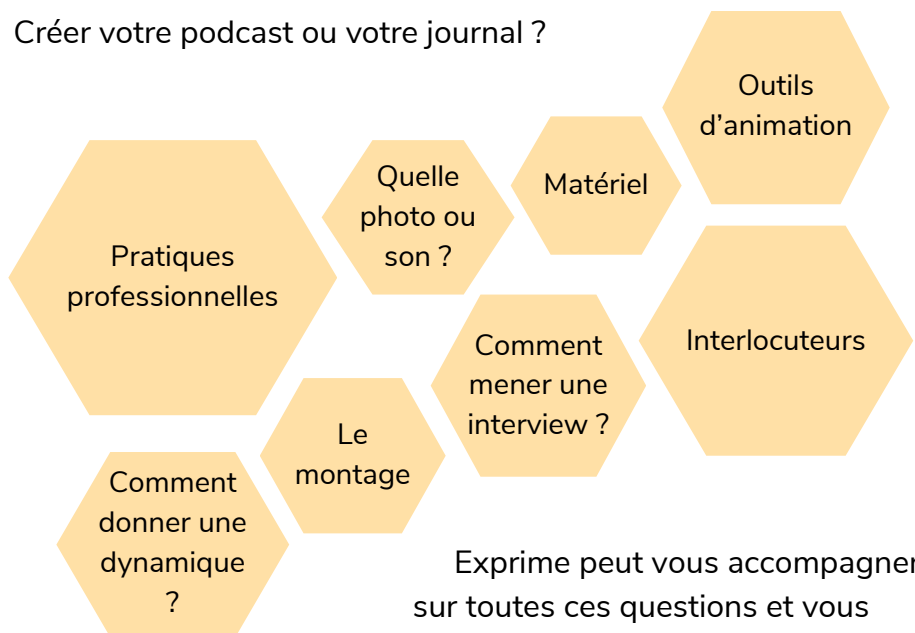 Créer votre podcast ou votre journal ?
Outils
d’animation
Quelle
photo ou
son ?
Matériel
Pratiques
professionnelles
Interlocuteurs
Comment
mener une
interview ?
Le
montage
Comment
donner une
dynamique
?
Exprime peut vous accompagner
sur toutes ces questions et vous